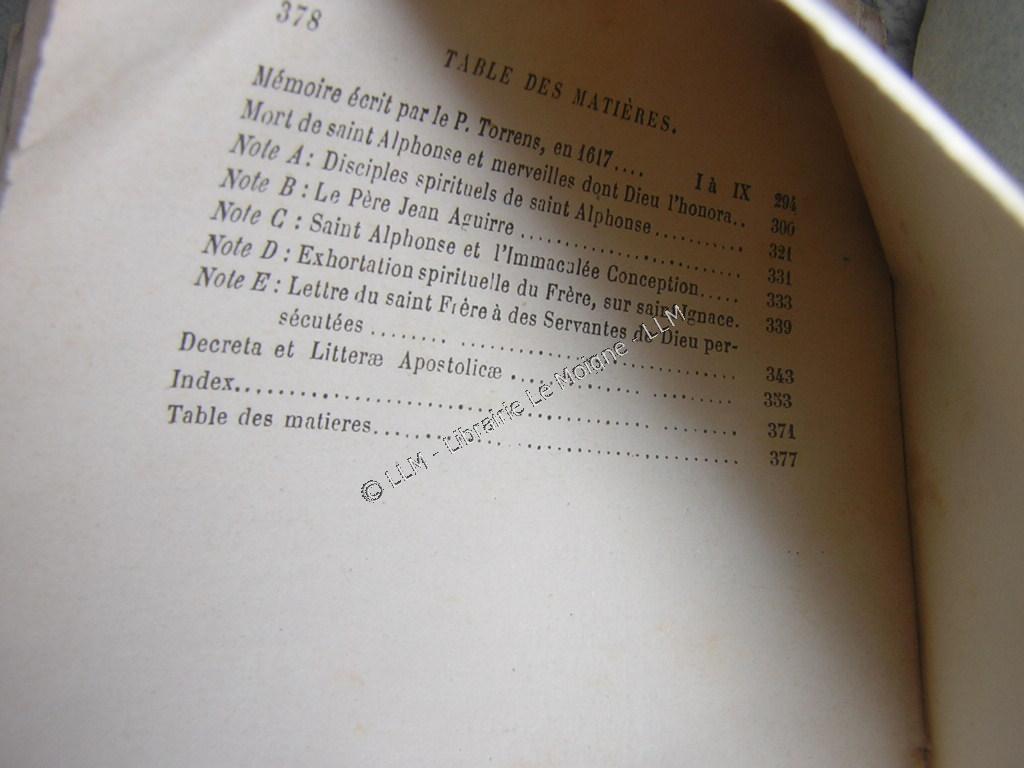 378
TABLE DES MATIÈRES.
Mémoire écrit par le P. Torrens, en 1617.... I à IX 294
Mort de saint Alphonse et merveilles dont Dieu l'honora.. 300
Note A : Disciples spirituels de saint Alphonse........... 321
Note B : Le Père Jean Aguirre ........................... 331
Note C : Saint Alphonse et l'Immaculée Conception..... 333
Note D : Exhortation spirituelle du Frère, sur saint Ignace. 339
Note E : Lettre du saint Frère à des Servantes de Dieu per-
sécutées ........ ........................... 343
Decreta et Litteræ Apostolicæ .................. ......... 353
Index........................................... ........ 371
Table des matieres....................................... 377
© LLM - Librairie Le Moigne - LLM